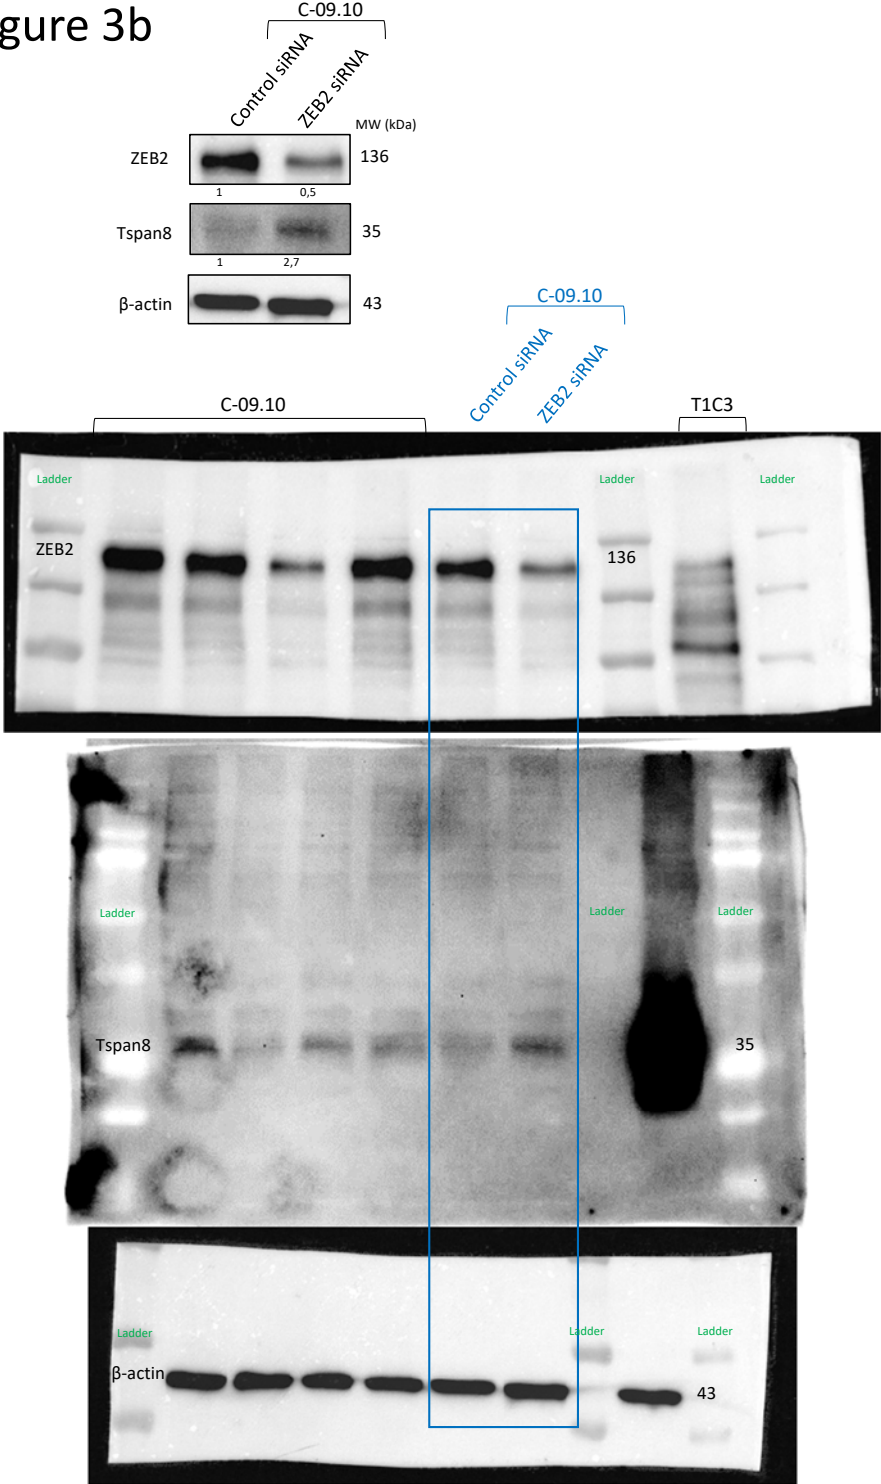 gure 3b
C-09.10
Control siRNA
ZEB2 siRNA
MW (kDa)
ZEB2
136
1
0,5
Tspan8
35
1
2,7
β-actin
43
C-09.10
Control siRNA
ZEB2 siRNA
C-09.10
T1C3
Ladder
Ladder
Ladder
ZEB2
136
Ladder
Ladder
Ladder
Tspan8
35
Ladder
Ladder
Ladder
β-actin
43